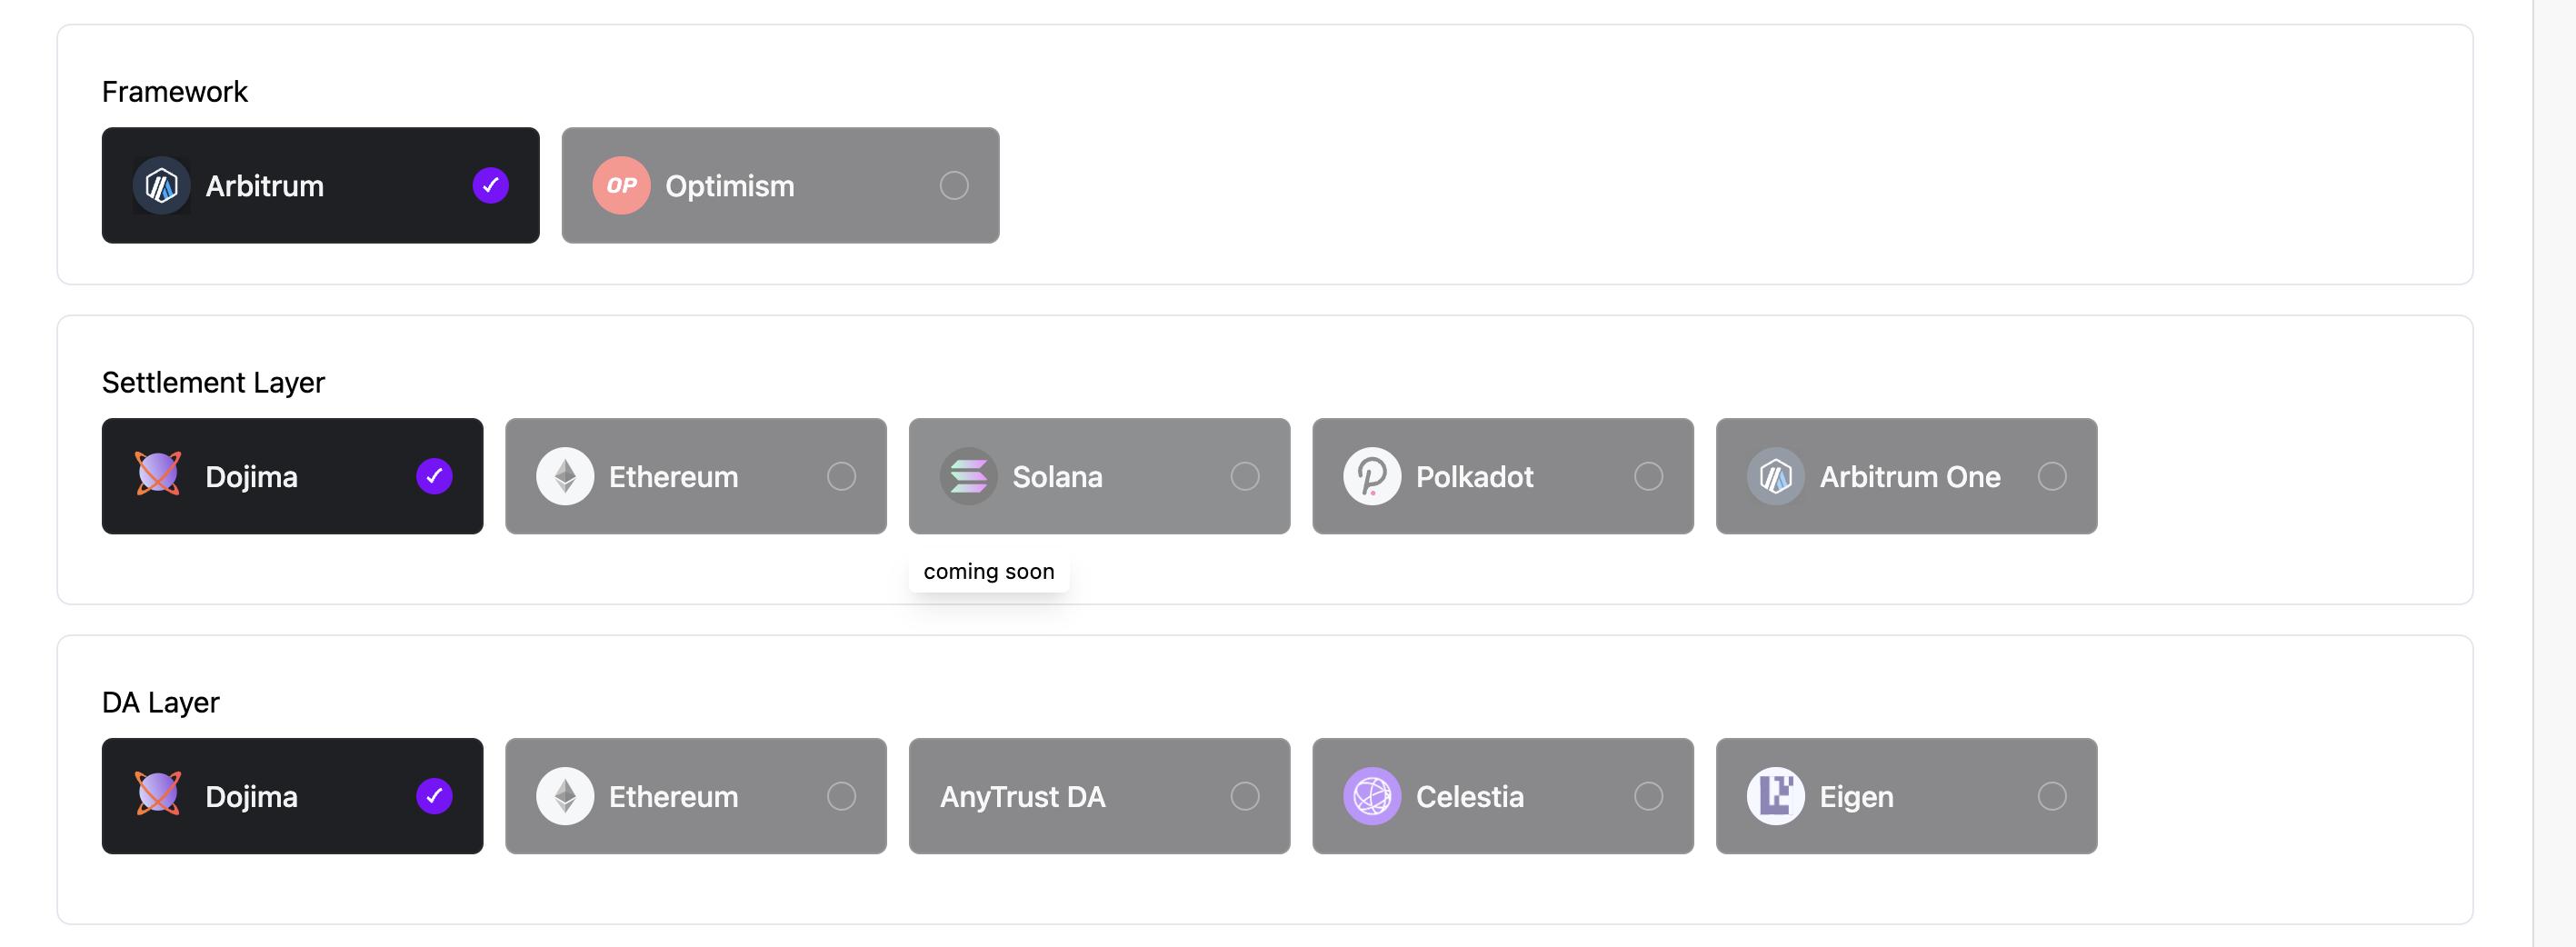 Framework
Arbitrum
OP Optimism
Settlement Layer
Dojima
Ethereum
Solana
Polkadot
Arbitrum One
coming soon
DA Layer
Dojima
Ethereum
AnyTrust DA
Celestia
Eigen